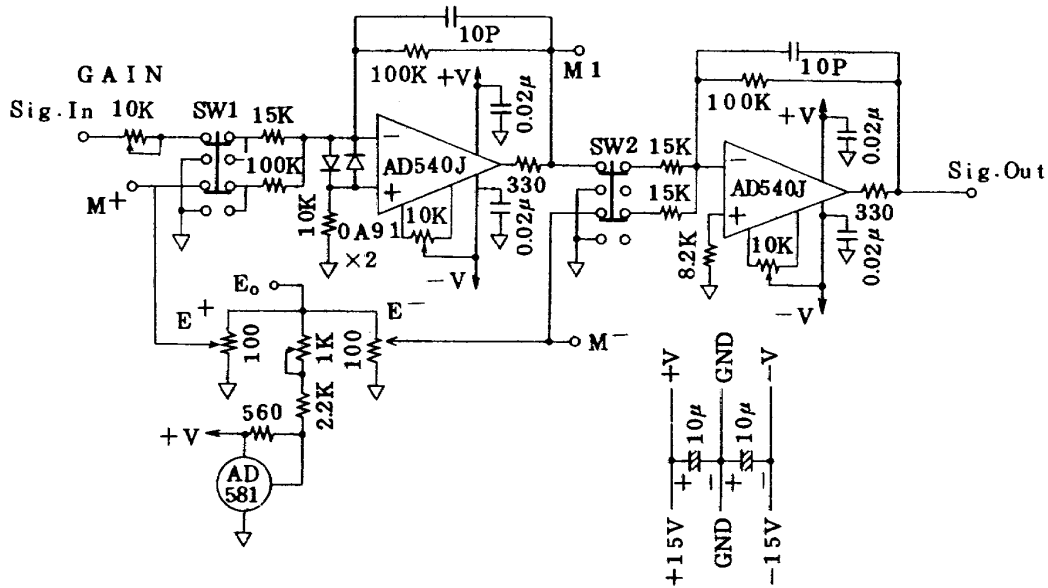 10P
100K
M1
+V
0.02μ
GAIN
Sig.In
10K
SW1
15K
100K
M+
10K
0A91
×2
−
+
AD540J
10K
330
0.02μ
−V
SW2
15K
15K
10P
100K
+V
0.02μ
−
+
AD540J
8.2K
10K
330
0.02μ
−V
Sig.Out
Eo
E+
E−
100
1K
100
M−
2.2K
560
+V
AD
581
+V
GND
−V
10μ
10μ
+
−
+
−
+15V
GND
−15V